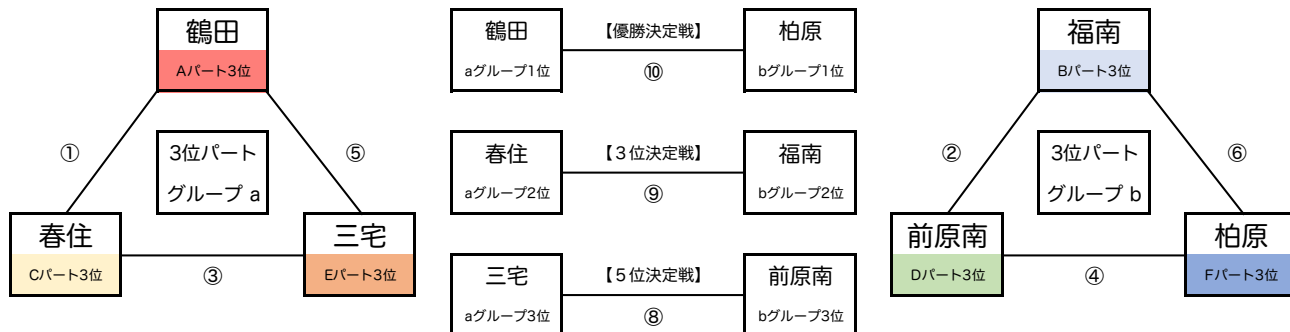 鶴田
Aパート3位
①
⑤
3位パート
グループ a
春住
Cパート3位
③
三宅
Eパート3位
鶴田
aグループ1位
【優勝決定戦】
⑩
柏原
bグループ1位
春住
aグループ2位
【３位決定戦】
⑨
福南
bグループ2位
三宅
aグループ3位
【５位決定戦】
⑧
前原南
bグループ3位
福南
Bパート3位
②
⑥
3位パート
グループ b
前原南
Dパート3位
④
柏原
Fパート3位